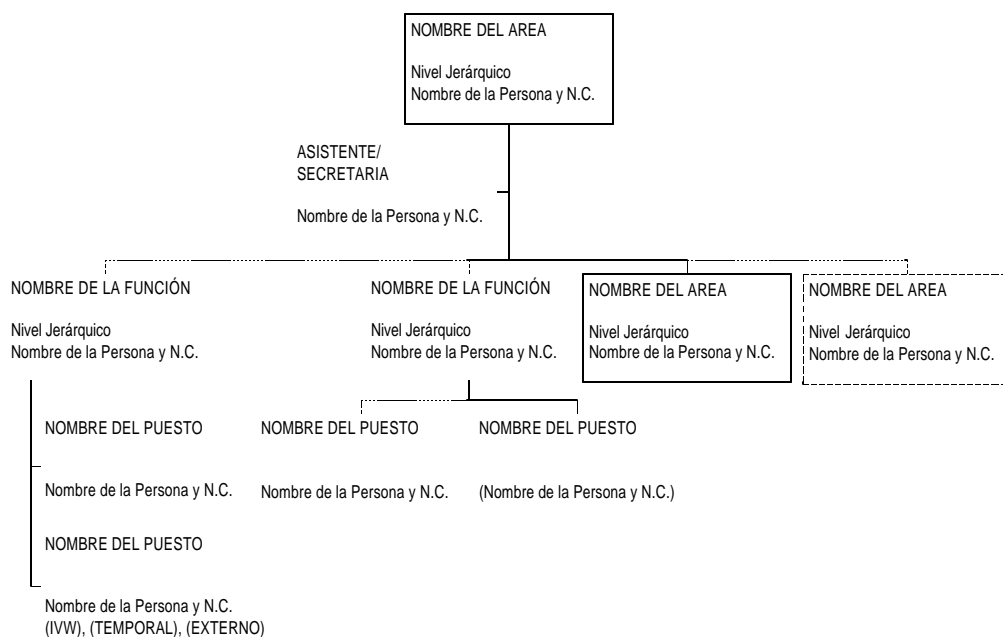 NOMBRE DEL AREA
Nivel Jerárquico
Nombre de la Persona y N.C.
ASISTENTE/
SECRETARIA
Nombre de la Persona y N.C.
NOMBRE DE LA FUNCIÓN
Nivel Jerárquico
Nombre de la Persona y N.C.
NOMBRE DE LA FUNCIÓN
Nivel Jerárquico
Nombre de la Persona y N.C.
NOMBRE DEL AREA
Nivel Jerárquico
Nombre de la Persona y N.C.
NOMBRE DEL AREA
Nivel Jerárquico
Nombre de la Persona y N.C.
NOMBRE DEL PUESTO
Nombre de la Persona y N.C.
NOMBRE DEL PUESTO
Nombre de la Persona y N.C.
(IVW), (TEMPORAL), (EXTERNO)
NOMBRE DEL PUESTO
Nombre de la Persona y N.C.
NOMBRE DEL PUESTO
(Nombre de la Persona y N.C.)